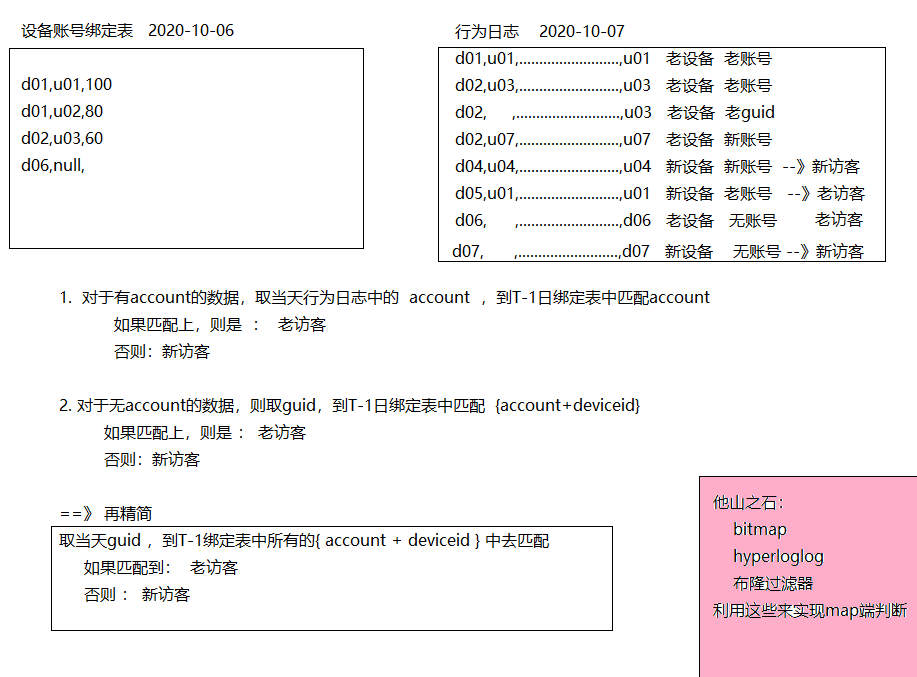 设备账号绑定表 2020-10-06
d01,u01,100
d01,u02,80
d02,u03,60
d06,null,
行为日志 2020-10-07
d01,u01,..........................,u01 老设备 老账号
d02,u03,..........................,u03 老设备 老账号
d02, ,..........................,u03 老设备 老guid
d02,u07,..........................,u07 老设备 新账号
d04,u04,..........................,u04 新设备 新账号 --》新访客
d05,u01,..........................,u01 新设备 老账号 --》老访客
d06, ,..........................,d06 老设备 无账号 老访客
d07, ,..........................,d07 新设备 无账号 --》新访客
1. 对于有account的数据，取当天行为日志中的 account ，到T-1日绑定表中匹配account
如果匹配上，则是 ： 老访客
否则：新访客
2. 对于无account的数据，则取guid，到T-1日绑定表中匹配 {account+deviceid}
如果匹配上，则是： 老访客
否则：新访客
==》 再精简
取当天guid ，到T-1绑定表中所有的{ account + deviceid } 中去匹配
如果匹配到： 老访客
否则 ： 新访客
他山之石：
bitmap
hyperloglog
布隆过滤器
利用这些来实现map端判断